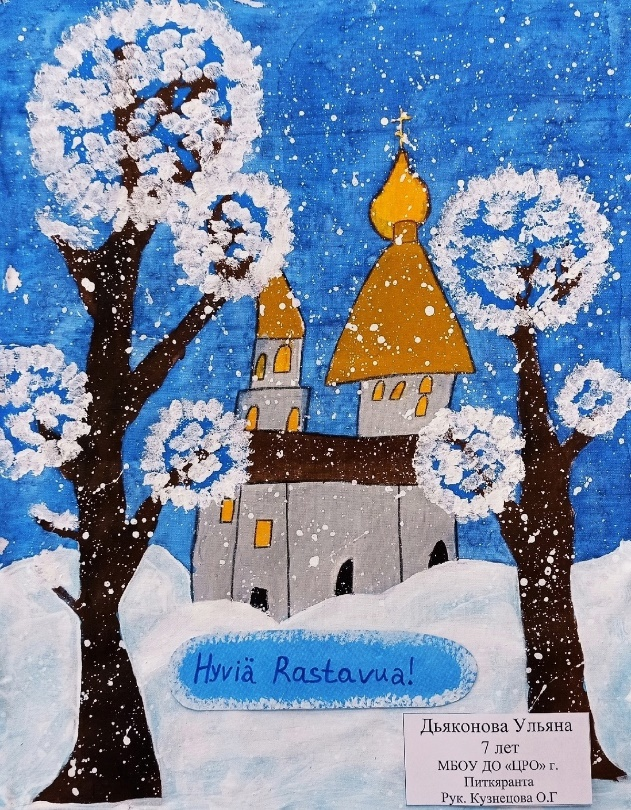 Hyviä Rastavua!
Дьяконова Ульяна
7 лет
МБОУ ДО «ЦРО» г.
Питкяранта
Рук. Кузнецова О.Г